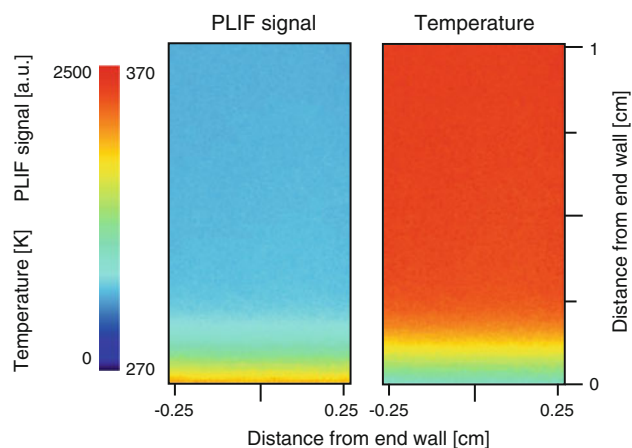 PLIF signal
Temperature
2500
370
PLIF signal [a.u.]
Temperature [K]
0
270
1
0
Distance from end wall [cm]
-0.25
0.25
-0.25
0.25
Distance from end wall [cm]